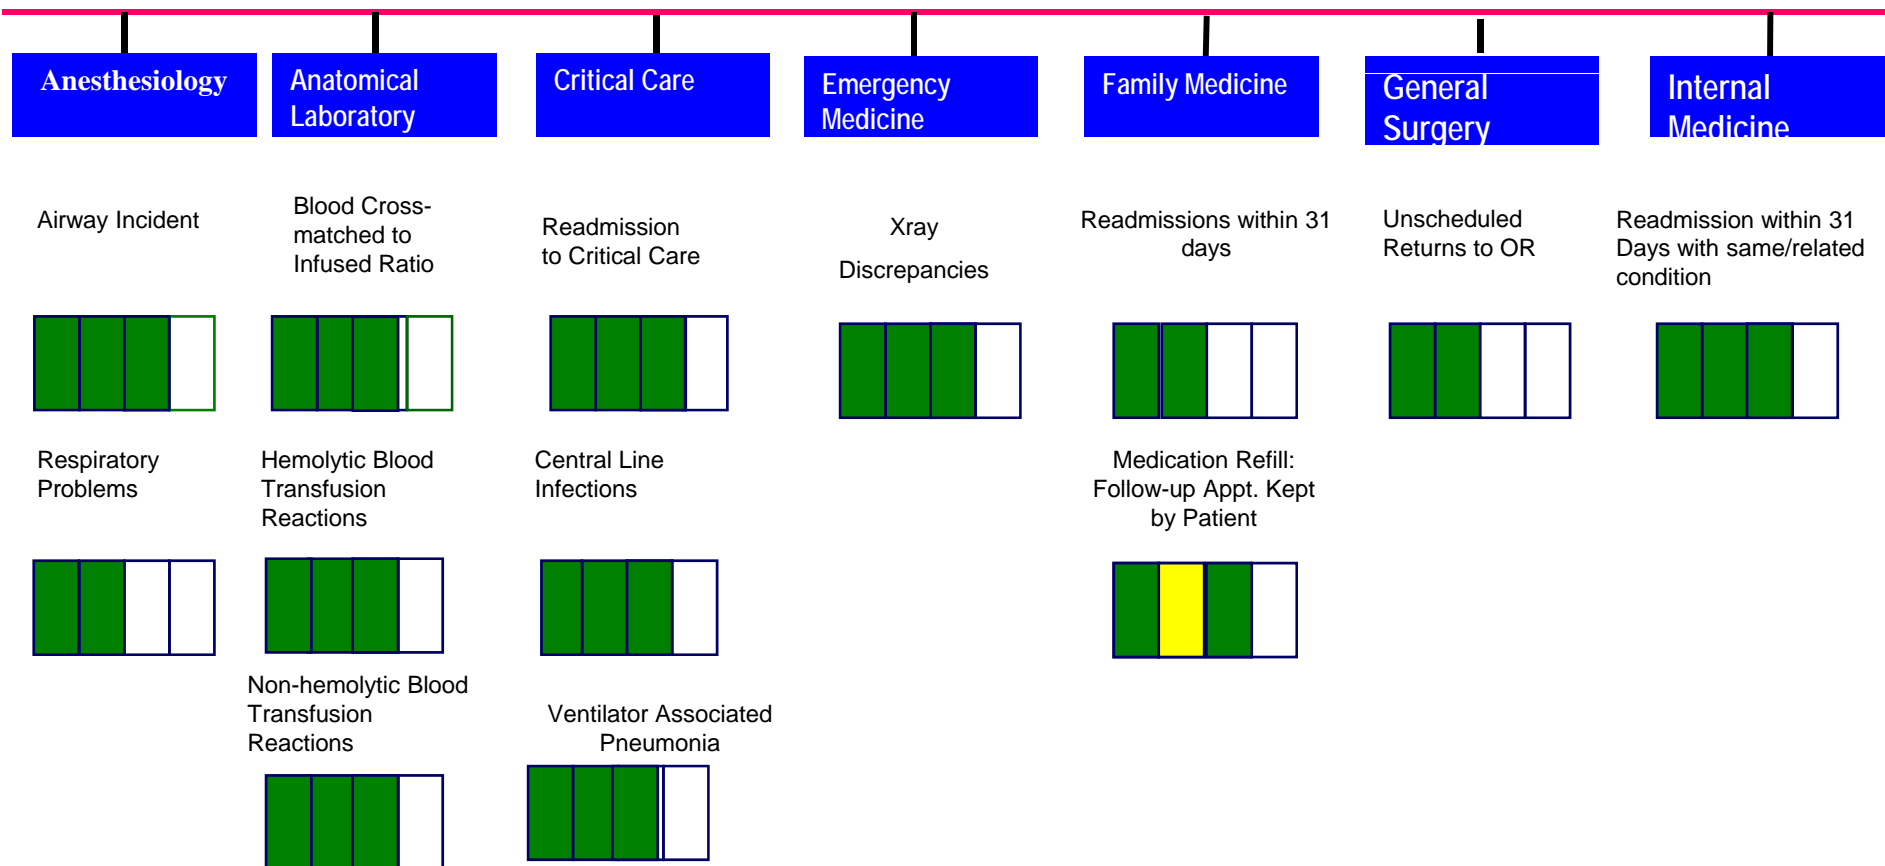 Anesthesiology
Anatomical
Laboratory
Critical Care
Emergency
Medicine
Family Medicine
General
Surgery
Internal
Medicine
Airway Incident
Blood Cross-
matched to
Infused Ratio
Readmission
to Critical Care
Xray
Discrepancies
Readmissions within 31
days
Unscheduled
Returns to OR
Readmission within 31
Days with same/related
condition
Respiratory
Problems
Hemolytic Blood
Transfusion
Reactions
Central Line
Infections
Medication Refill:
Follow-up Appt. Kept
by Patient
Non-hemolytic Blood
Transfusion
Reactions
Ventilator Associated
Pneumonia